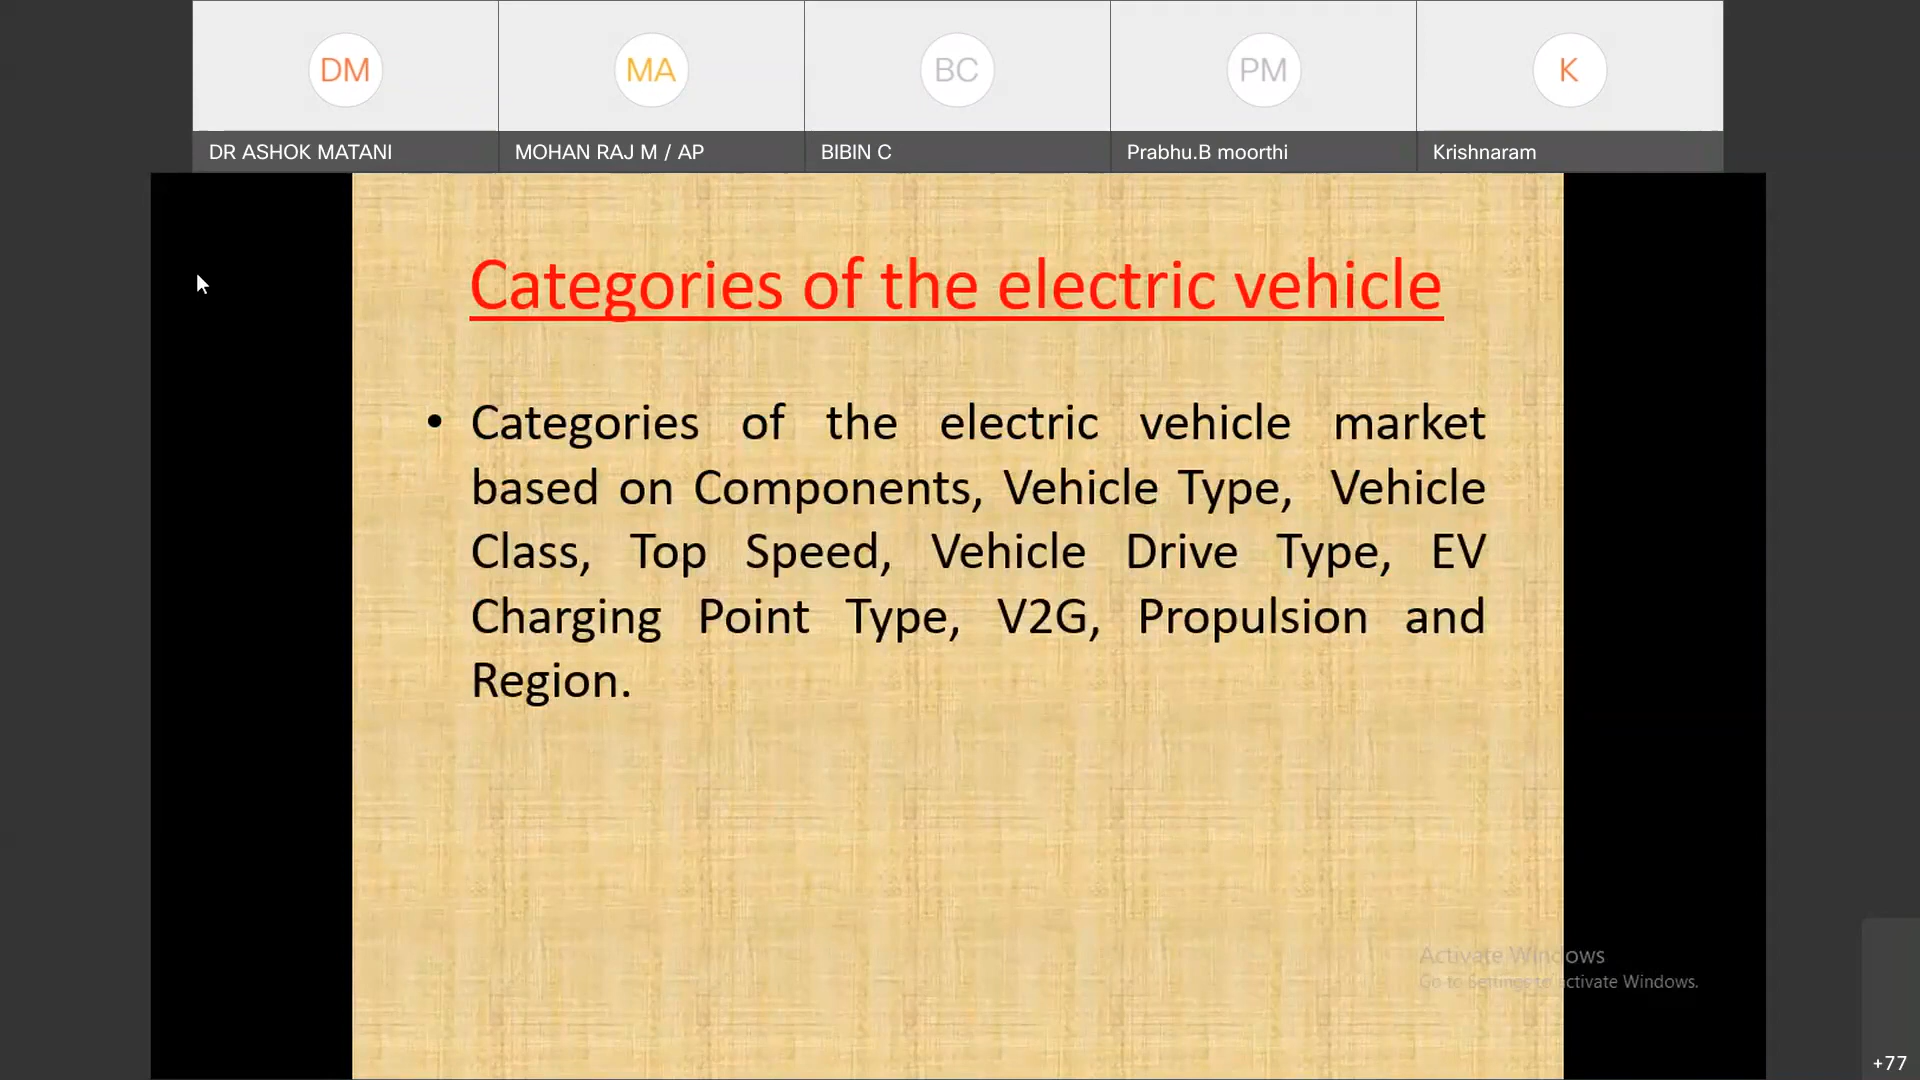 DM
MA
BC
PM
K
DR ASHOK MATANI
MOHAN RAJ M / AP
BIBIN C
Prabhu.B moorthi
Krishnaram
Categories of the electric vehicle
• Categories of the electric vehicle market
based on Components, Vehicle Type, Vehicle
Class, Top Speed, Vehicle Drive Type, EV
Charging Point Type, V2G, Propulsion and
Region.
Activate Windows
Go to Settings to activate Windows.
+77